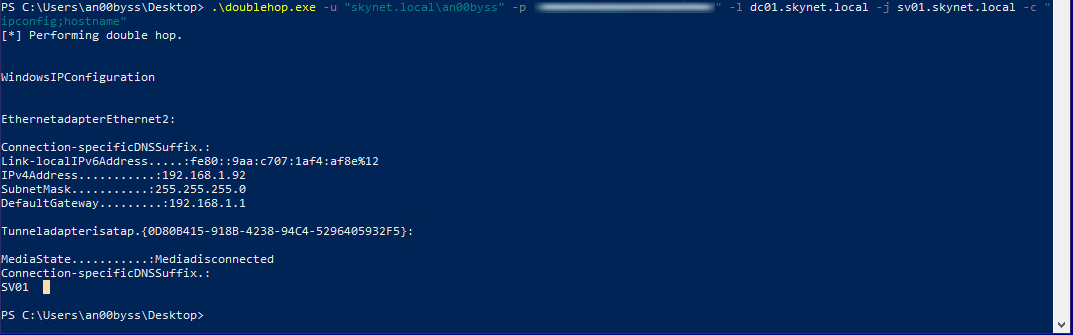 PS C:\Users\an00byss\Desktop> .\doublehop.exe -u "skynet.local\an00byss" -p " -l dc01.skynet.local -j sv01.skynet.local -c "
ipconfig;hostname"
[*] Performing double hop.
WindowsIPConfiguration
EthernetadapterEthernet2:
Connection-specificDNSSuffix.:
Link-localIPv6Address.....:fe80::9aa:c707:1af4:af8e%12
IPv4Address...........:192.168.1.92
SubnetMask...........:255.255.255.0
DefaultGateway.........:192.168.1.1
Tunneladapterisatap.{0D80B415-918B-4238-94C4-5296405932F5}:
MediaState...........:Mediadisconnected
Connection-specificDNSSuffix.:
SV01
PS C:\Users\an00byss\Desktop>